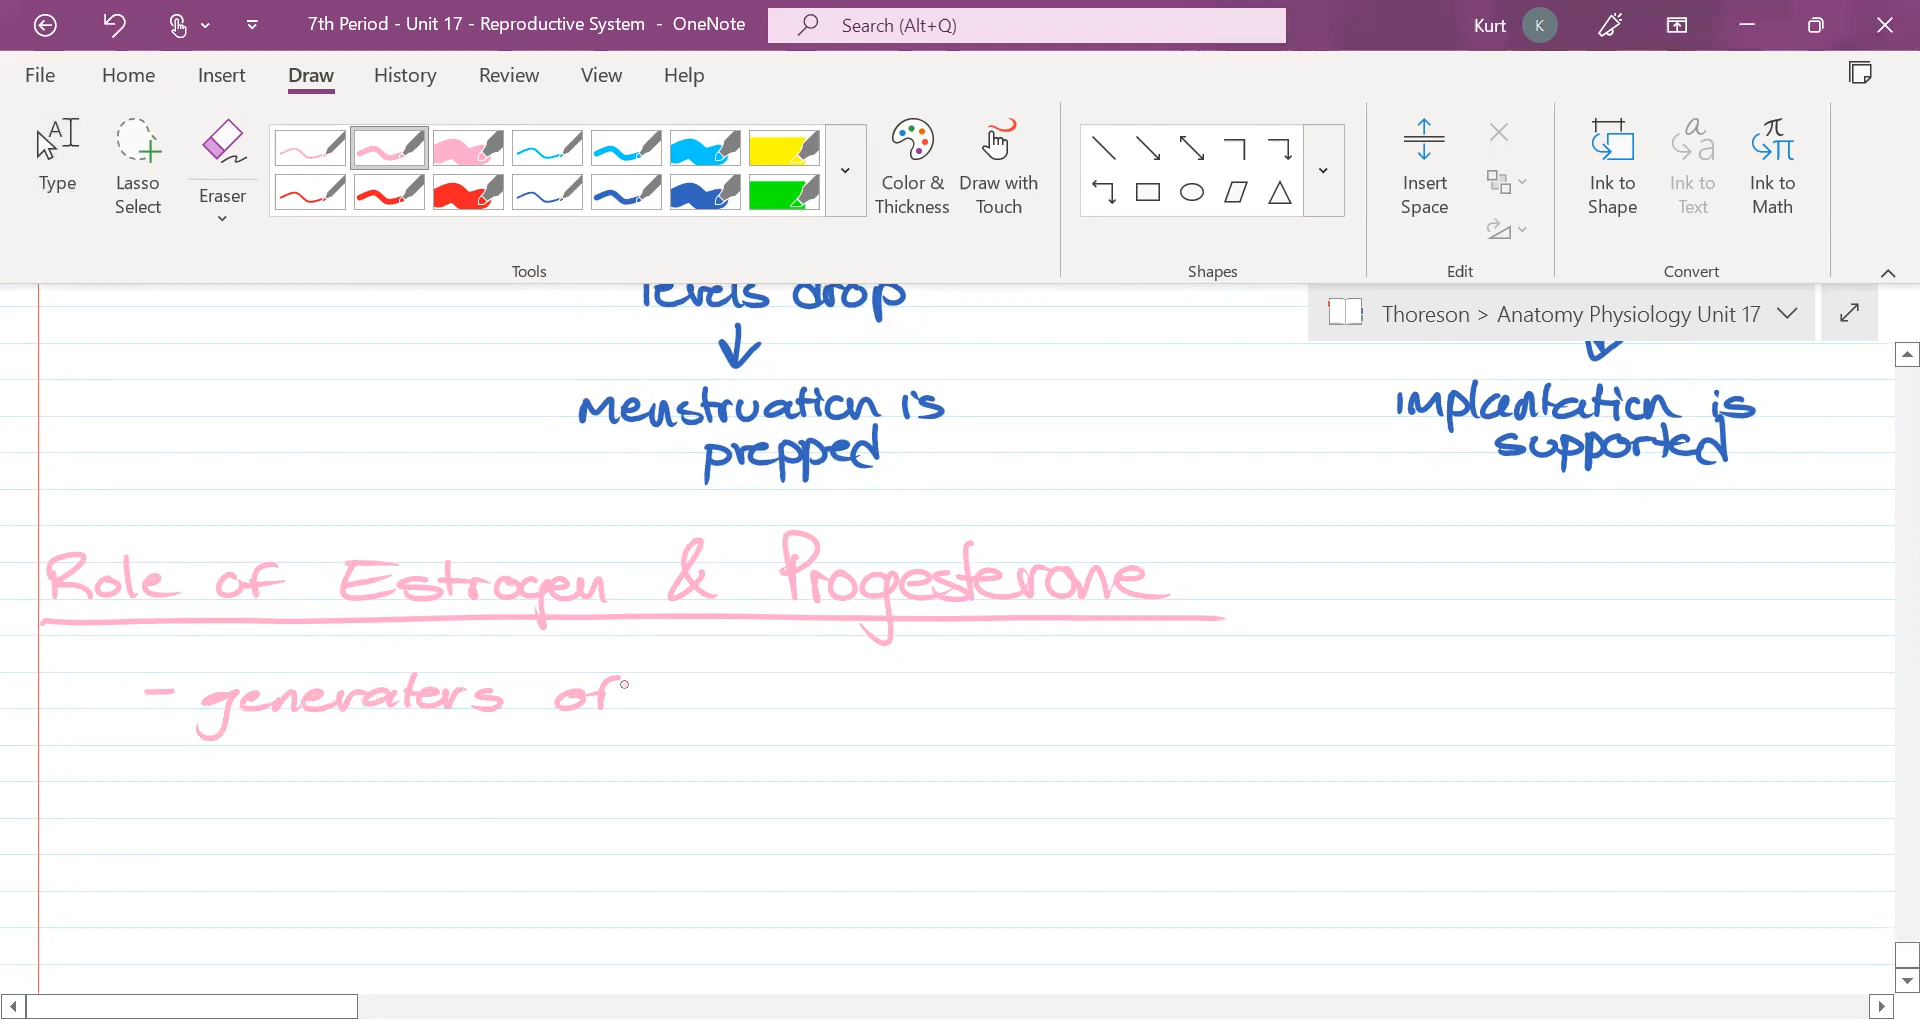 7th Period - Unit 17 - Reproductive System - OneNote
Search (Alt+Q)
Kurt
K
File Home Insert Draw History Review View Help
Type
Lasso Select
Eraser
Color & Thickness
Draw with Touch
Insert Space
Ink to Shape
Ink to Text
Ink to Math
Tools
Shapes
Edit
Convert
levels drop
Thoreson > Anatomy Physiology Unit 17
Menstruation is
prepped
implantation is
supported
Role of Estrogen & Progesterone
- generaters of